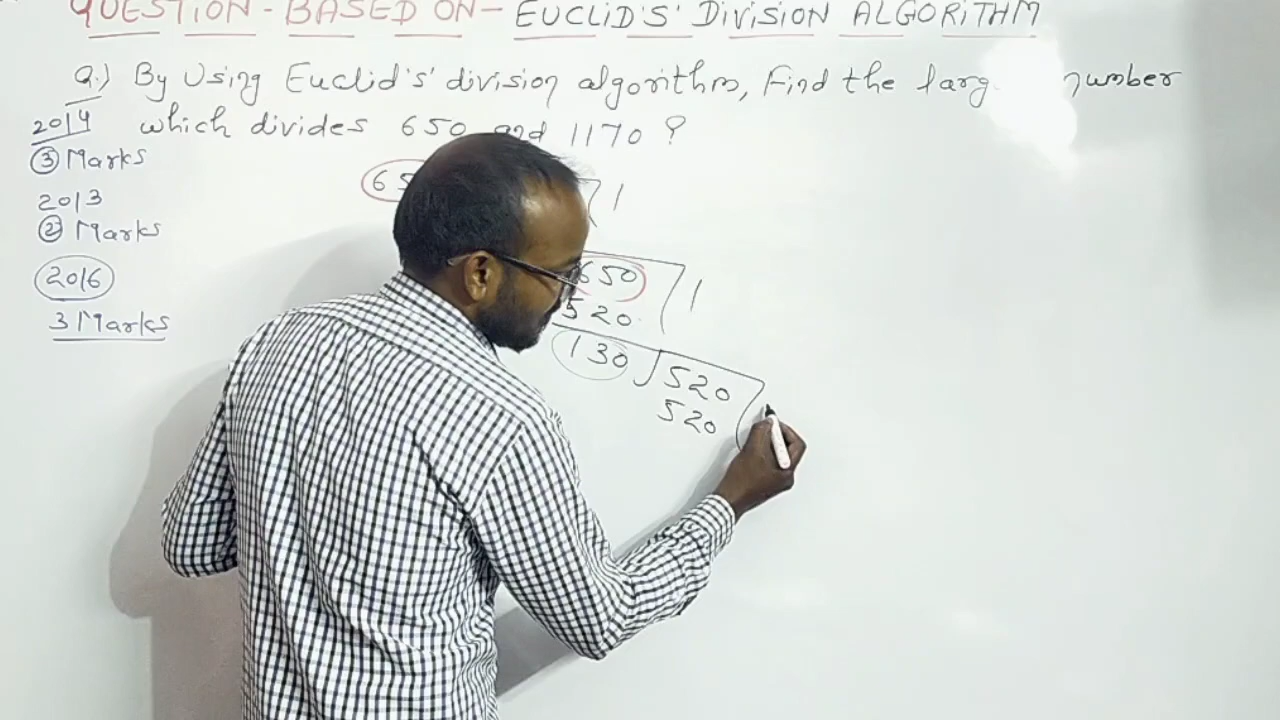 QUESTION - BASED ON - EUCLID'S' DIVISION ALGORITHM
Q.) By Using Euclid's' division algorithm, Find the number
2014 which divides 650 and 1170 ?
③ Marks
2013
② Marks
2016
3 Marks
1
650 1
520
130 520
520